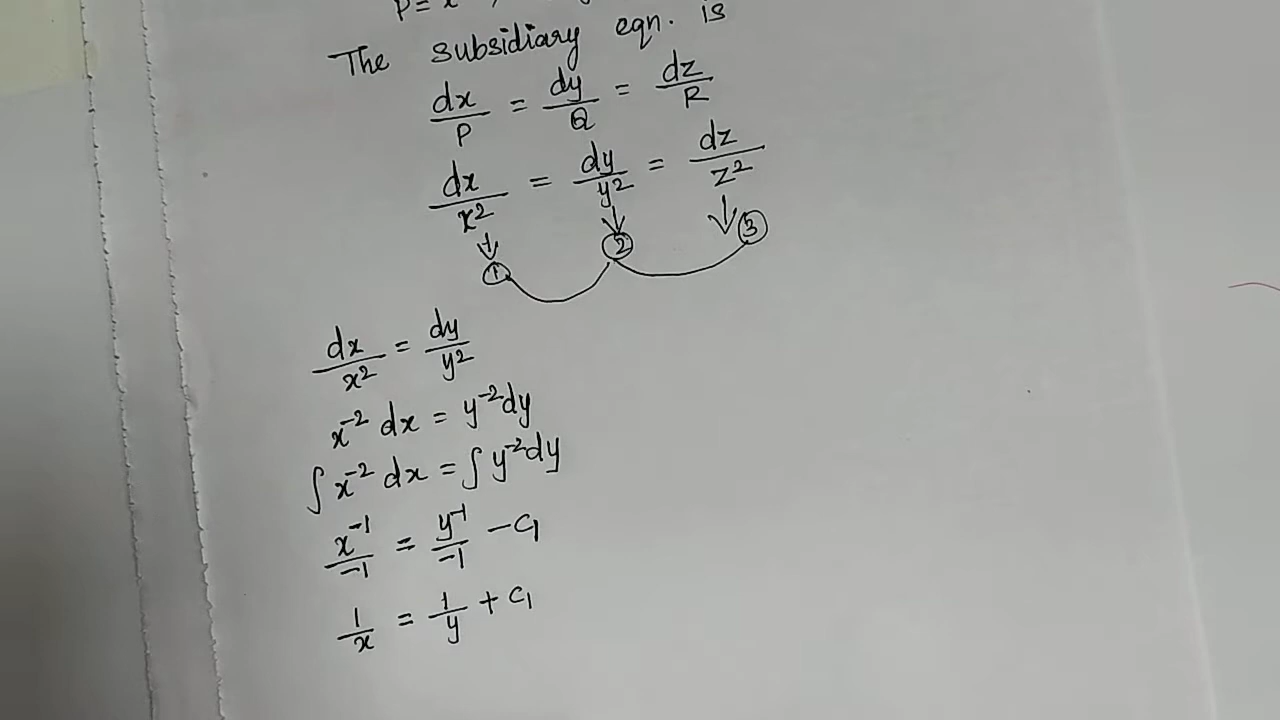 P = x
The subsidiary eqn. is
dx/P = dy/Q = dz/R
dx/x² = dy/y² = dz/z²
① ② ③
dx/x² = dy/y²
x⁻² dx = y⁻² dy
∫ x⁻² dx = ∫ y⁻² dy
x⁻¹/-1 = y⁻¹/-1 - c₁
1/x = 1/y + c₁